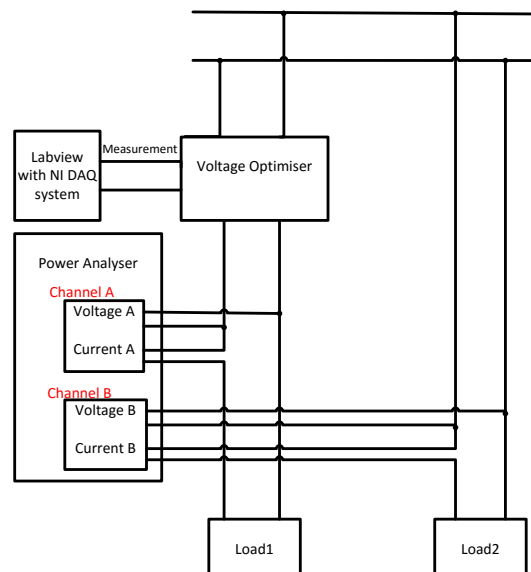 Labview
with NI DAQ
system
Measurement
Voltage Optimiser
Power Analyser
Channel A
Voltage A
Current A
Channel B
Voltage B
Current B
Load1
Load2